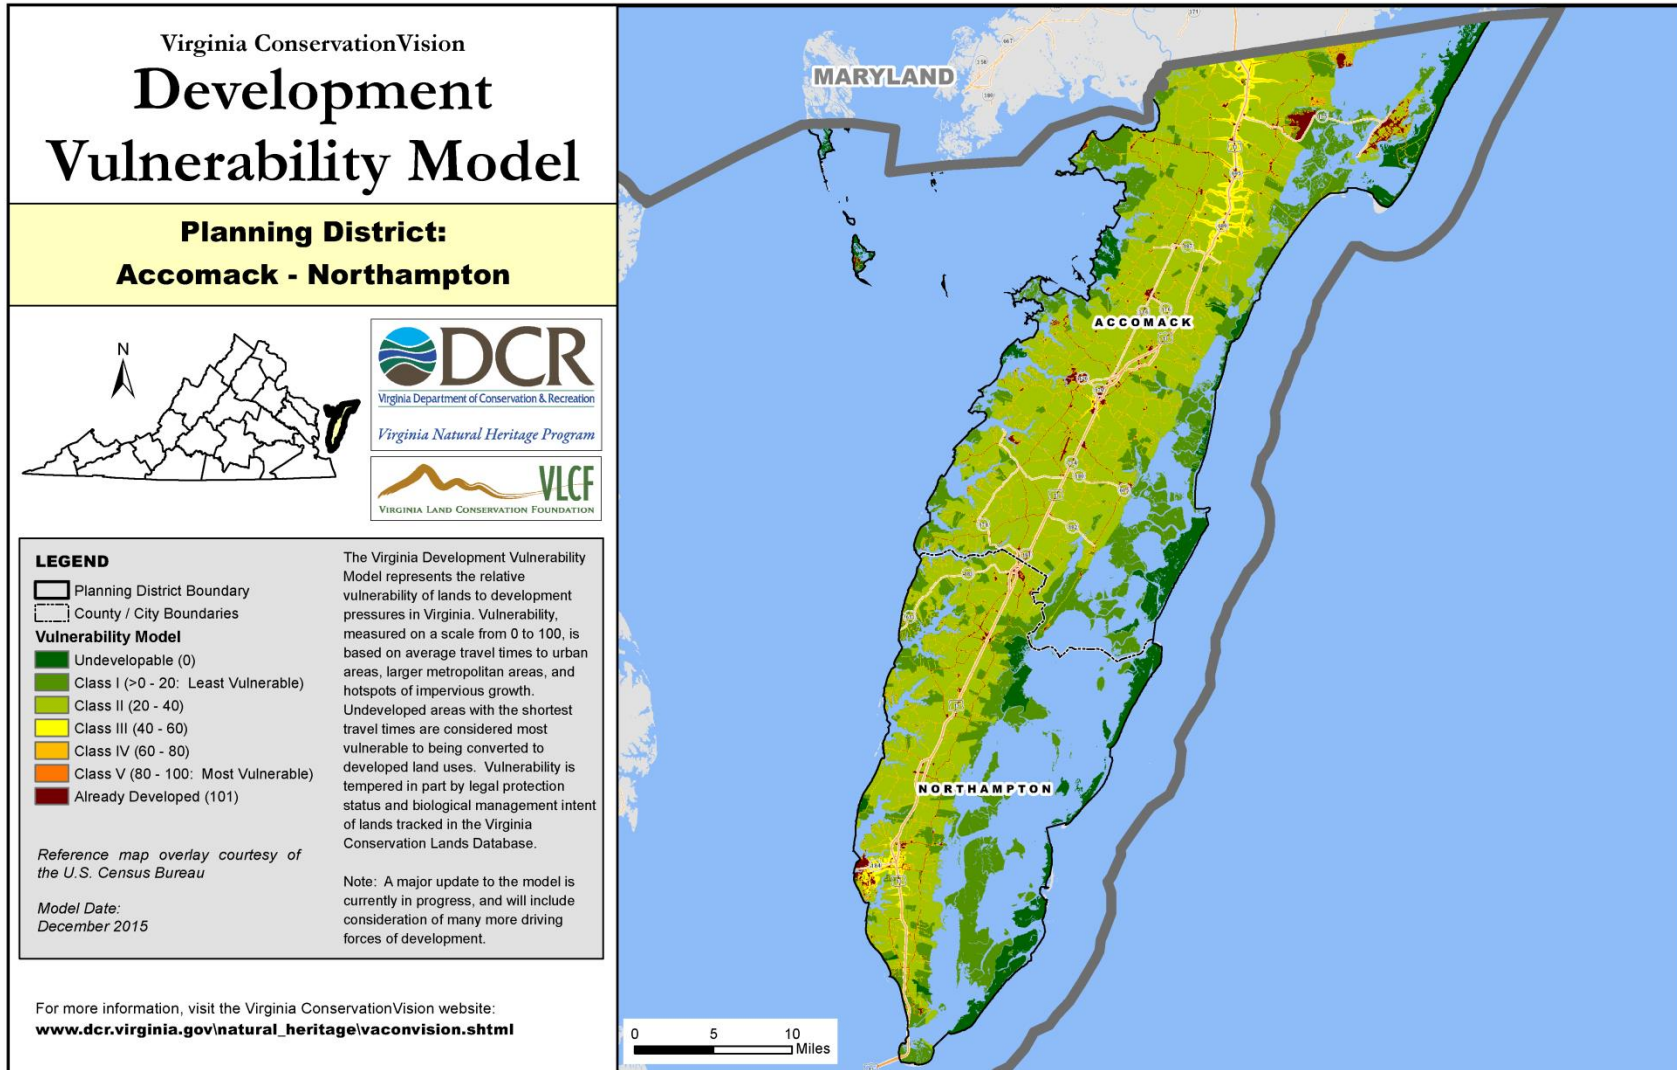 Virginia ConservationVision
Development
Vulnerability Model
Planning District:
Accomack - Northampton
N
DCR
Virginia Department of Conservation & Recreation
Virginia Natural Heritage Program
VLCF
VIRGINIA LAND CONSERVATION FOUNDATION
LEGEND
Planning District Boundary
County / City Boundaries
Vulnerability Model
Undevelopable (0)
Class I (>0 - 20: Least Vulnerable)
Class II (20 - 40)
Class III (40 - 60)
Class IV (60 - 80)
Class V (80 - 100: Most Vulnerable)
Already Developed (101)
Reference map overlay courtesy of
the U.S. Census Bureau
Model Date:
December 2015
The Virginia Development Vulnerability
Model represents the relative
vulnerability of lands to development
pressures in Virginia. Vulnerability,
measured on a scale from 0 to 100, is
based on average travel times to urban
areas, larger metropolitan areas, and
hotspots of impervious growth.
Undeveloped areas with the shortest
travel times are considered most
vulnerable to being converted to
developed land uses. Vulnerability is
tempered in part by legal protection
status and biological management intent
of lands tracked in the Virginia
Conservation Lands Database.
Note: A major update to the model is
currently in progress, and will include
consideration of many more driving
forces of development.
For more information, visit the Virginia ConservationVision website:
www.dcr.virginia.gov\natural_heritage\vaconvision.shtml
MARYLAND
ACCOMACK
NORTHAMPTON
0 5 10
Miles